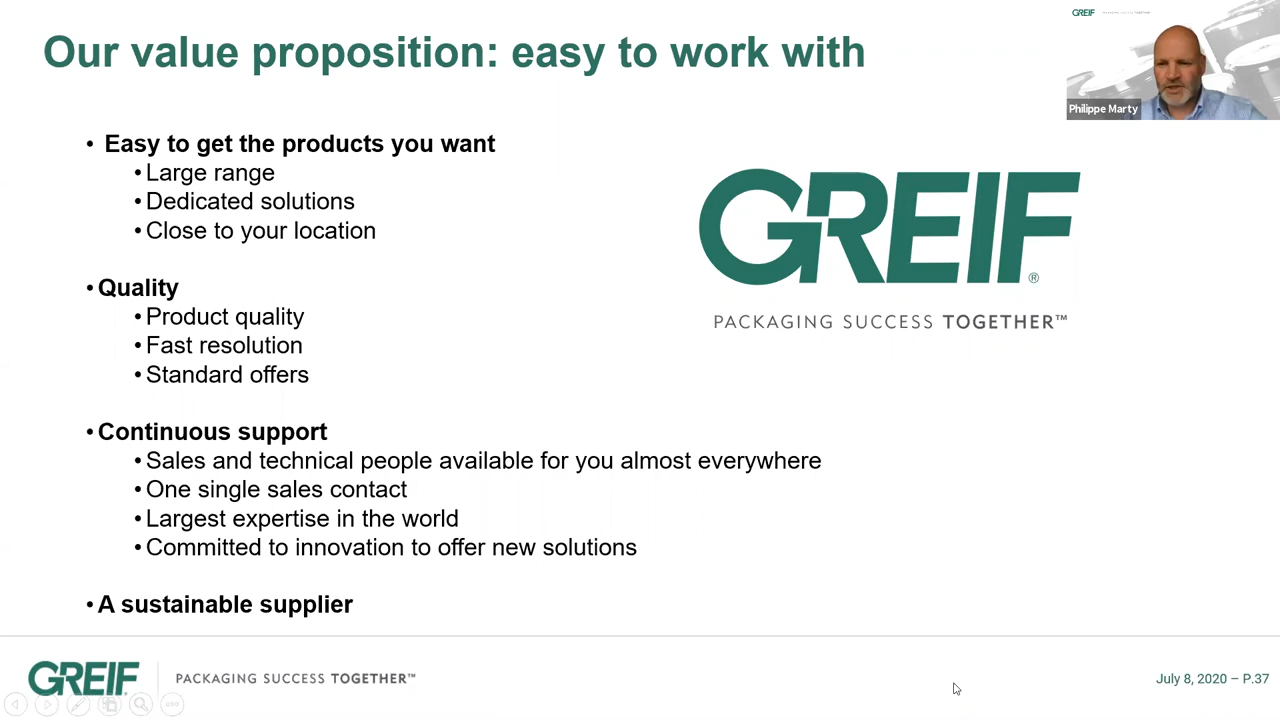 Our value proposition: easy to work with
GREIF
Philippe Marty
• Easy to get the products you want
• Large range
• Dedicated solutions
• Close to your location
• Quality
• Product quality
• Fast resolution
• Standard offers
• Continuous support
• Sales and technical people available for you almost everywhere
• One single sales contact
• Largest expertise in the world
• Committed to innovation to offer new solutions
• A sustainable supplier
GREIF®
PACKAGING SUCCESS TOGETHER™
GREIF
PACKAGING SUCCESS TOGETHER™
July 8, 2020 – P.37